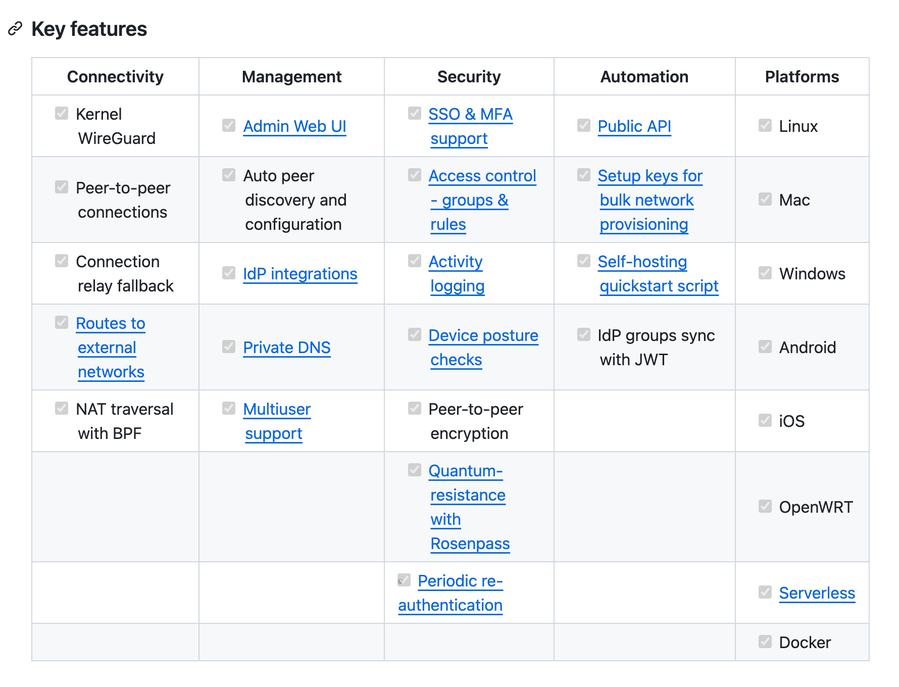 Key features
Connectivity Management Security Automation Platforms
Kernel
WireGuard
Admin Web UI
SSO & MFA
support
Public API
Linux
Peer-to-peer
connections
Auto peer
discovery and
configuration
Access control
- groups &
rules
Setup keys for
bulk network
provisioning
Mac
Connection
relay fallback
IdP integrations
Activity
logging
Self-hosting
quickstart script
Windows
Routes to
external
networks
Private DNS
Device posture
checks
IdP groups sync
with JWT
Android
NAT traversal
with BPF
Multiuser
support
Peer-to-peer
encryption
iOS
Quantum-
resistance
with
Rosenpass
OpenWRT
Periodic re-
authentication
Serverless
Docker